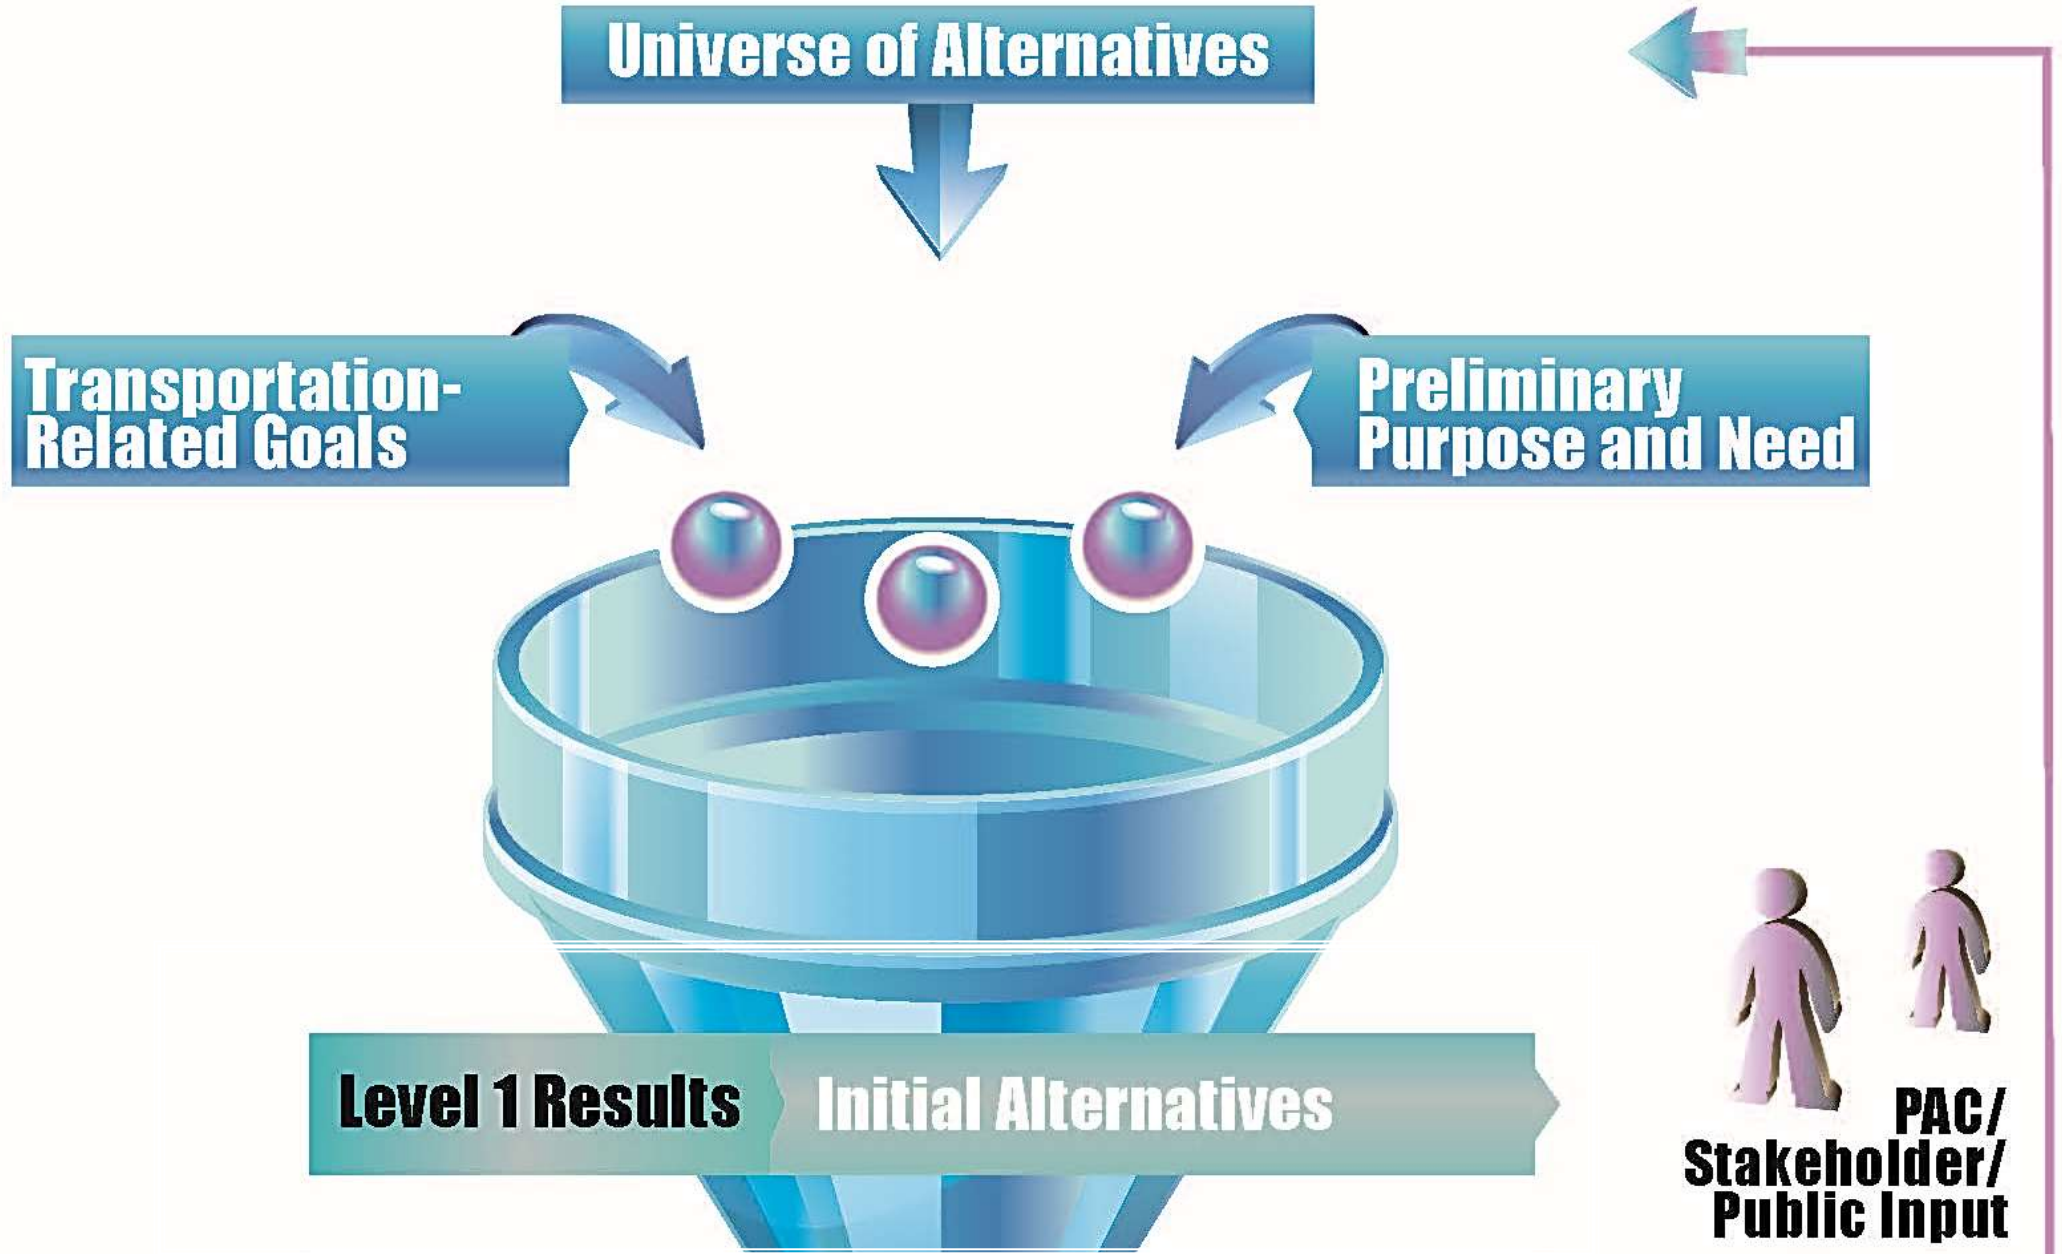 Universe of Alternatives
Transportation-
Related Goals
Preliminary
Purpose and Need
Level 1 Results
Initial Alternatives
PAC/
Stakeholder/
Public Input